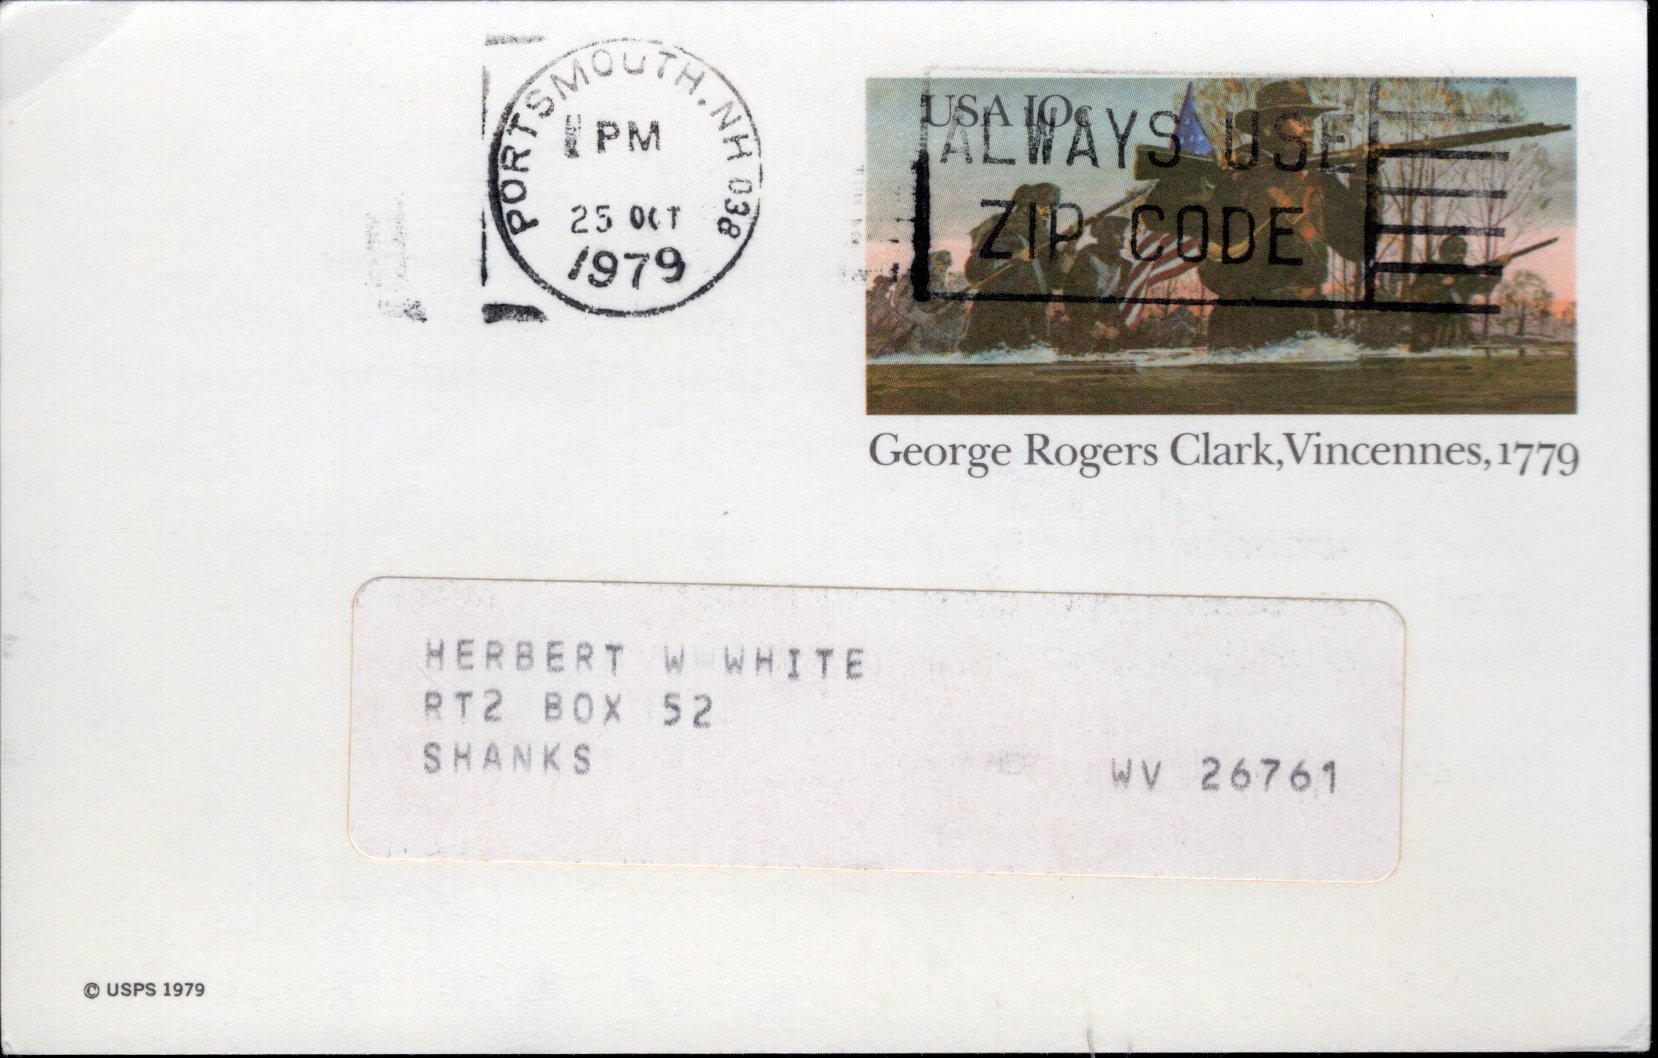 PORTSMOUTH, NH 038
PM
25 OCT
1979
USA 10c
ALWAYS USE
ZIP CODE
George Rogers Clark, Vincennes, 1779
HERBERT W WHITE
RT2 BOX 52
SHANKS WV 26761
© USPS 1979